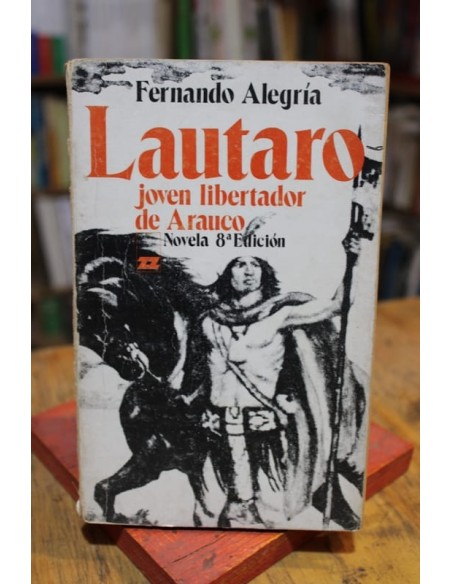 Fernando Alegría
Lautaro
joven libertador
de Arauco
Novela 8ª Edición